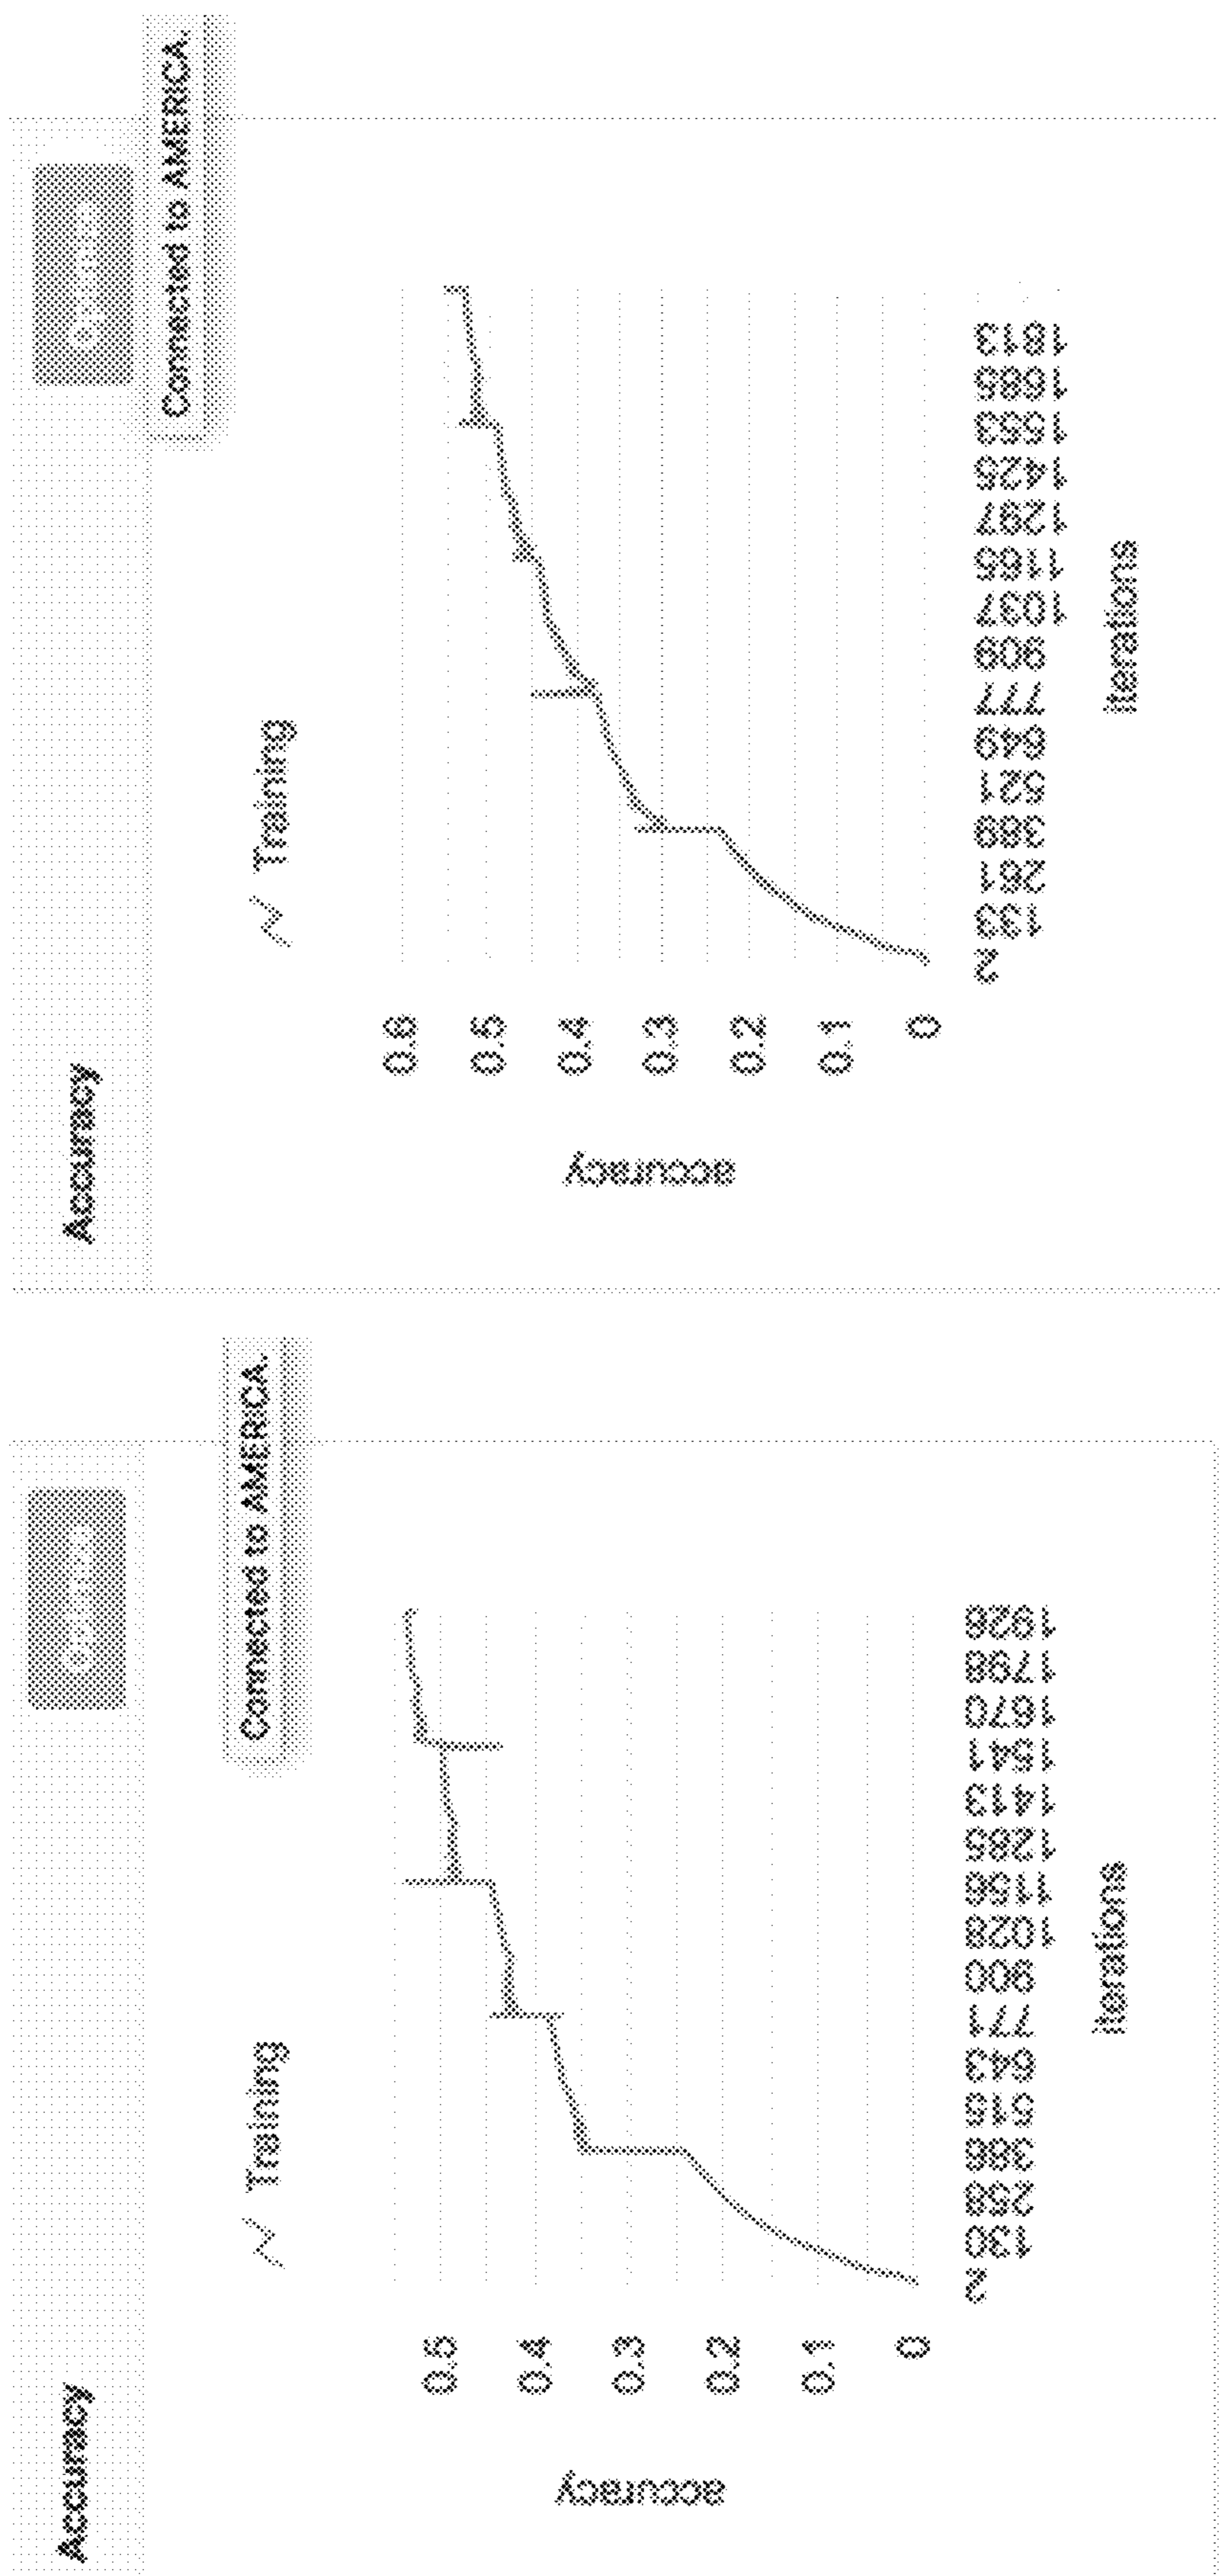 Accuracy
Connected to AMERICA.
Training
0.5
0.4
0.3
0.2
0.1
0
accuracy
2 130 258 386 515 643 771 900 1028 1156 1285 1413 1541 1670 1798 1926
iterations
Accuracy
Connected to AMERICA.
Training
0.6
0.5
0.4
0.3
0.2
0.1
0
accuracy
2 133 261 389 521 649 777 909 1037 1165 1297 1425 1553 1685 1813
iterations